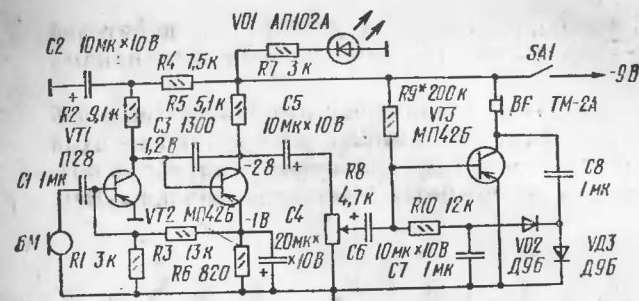 VD1 АП102А
C2 10мк×10В
R4 7,5к
R7 3к
SA1
-9В
R2 9,1к
R5 5,1к
C5
R9* 200к
BF ТМ-2А
VT1
C3 1300
10мк×10В
VT3
МП42Б
П28
-1,2В
-2В
R8
C8
C1 1мк
4,7к
1мк
VT2 МП42Б
-1В
C4
R10 12к
БМ
R1 3к
R3 13к
20мк×
×10В
C6
10мк×10В
VD2
VD3
R6 820
C7 1мк
Д9Б
Д9Б